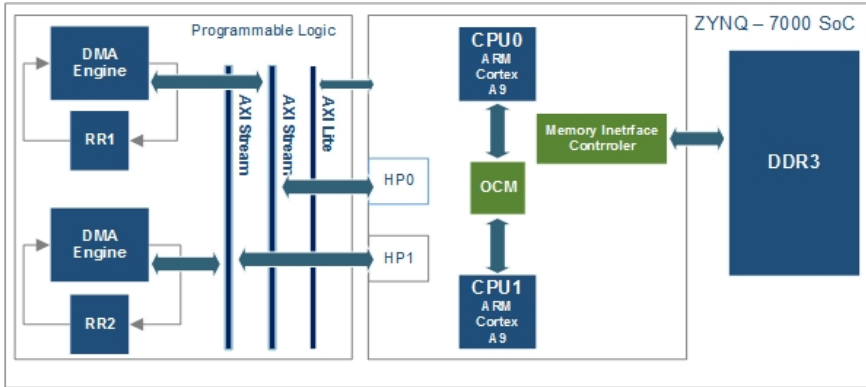 Programmable Logic
ZYNQ – 7000 SoC
DMA
Engine
RR1
DMA
Engine
RR2
AXI Stream
AXI Stream
AXI Lite
HP0
HP1
CPU0
ARM
Cortex
A9
OCM
CPU1
ARM
Cortex
A9
Memory Inetrface
Contrroler
DDR3